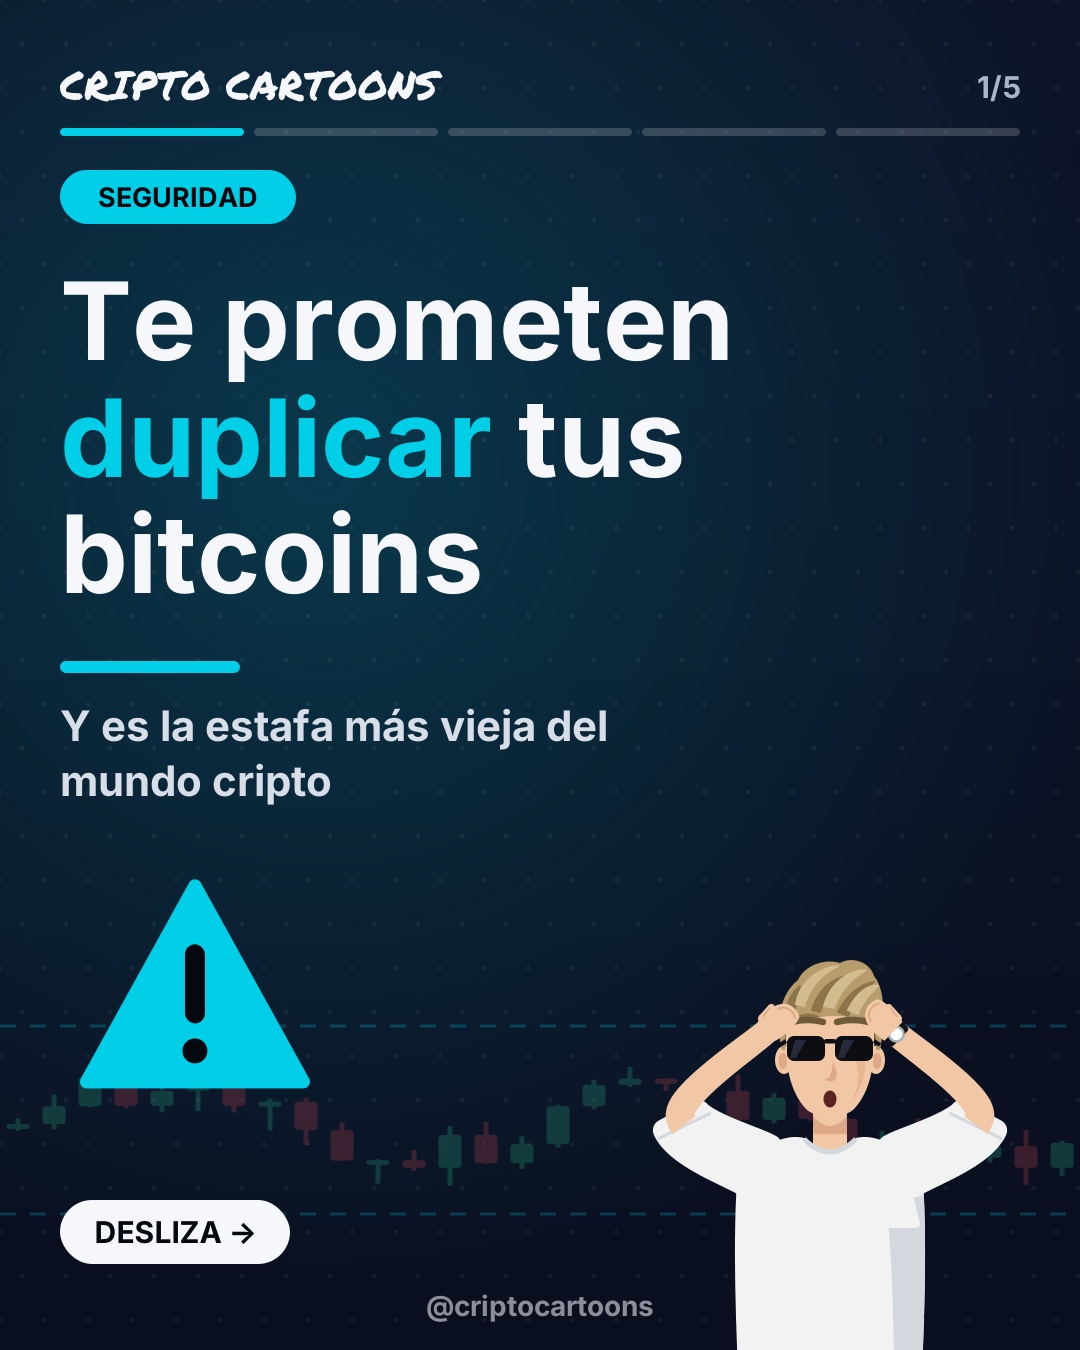 CRIPTO CARTOONS
1/5
SEGURIDAD
Te prometen
duplicar tus
bitcoins
Y es la estafa más vieja del
mundo cripto
DESLIZA →
@criptocartoons